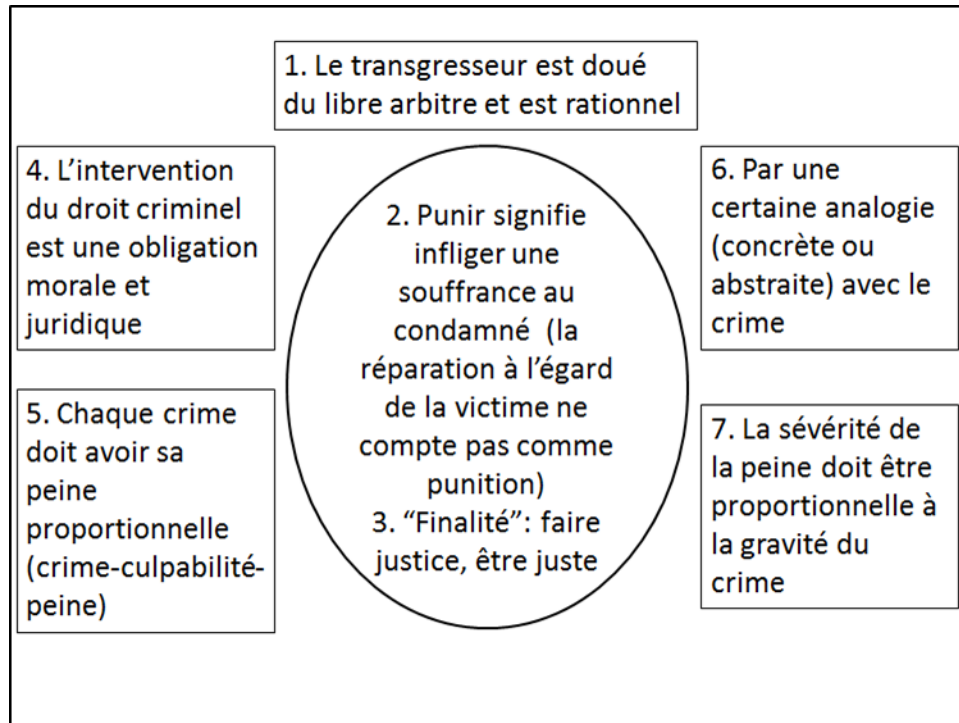 1. Le transgresseur est doué
du libre arbitre et est rationnel
2. Punir signifie
infliger une
souffrance au
condamné (la
réparation à l’égard
de la victime ne
compte pas comme
punition)
3. “Finalité”: faire
justice, être juste
4. L’intervention
du droit criminel
est une obligation
morale et
juridique
5. Chaque crime
doit avoir sa
peine
proportionnelle
(crime-culpabilité-
peine)
6. Par une
certaine analogie
(concrète ou
abstraite) avec le
crime
7. La sévérité de
la peine doit être
proportionnelle à
la gravité du
crime